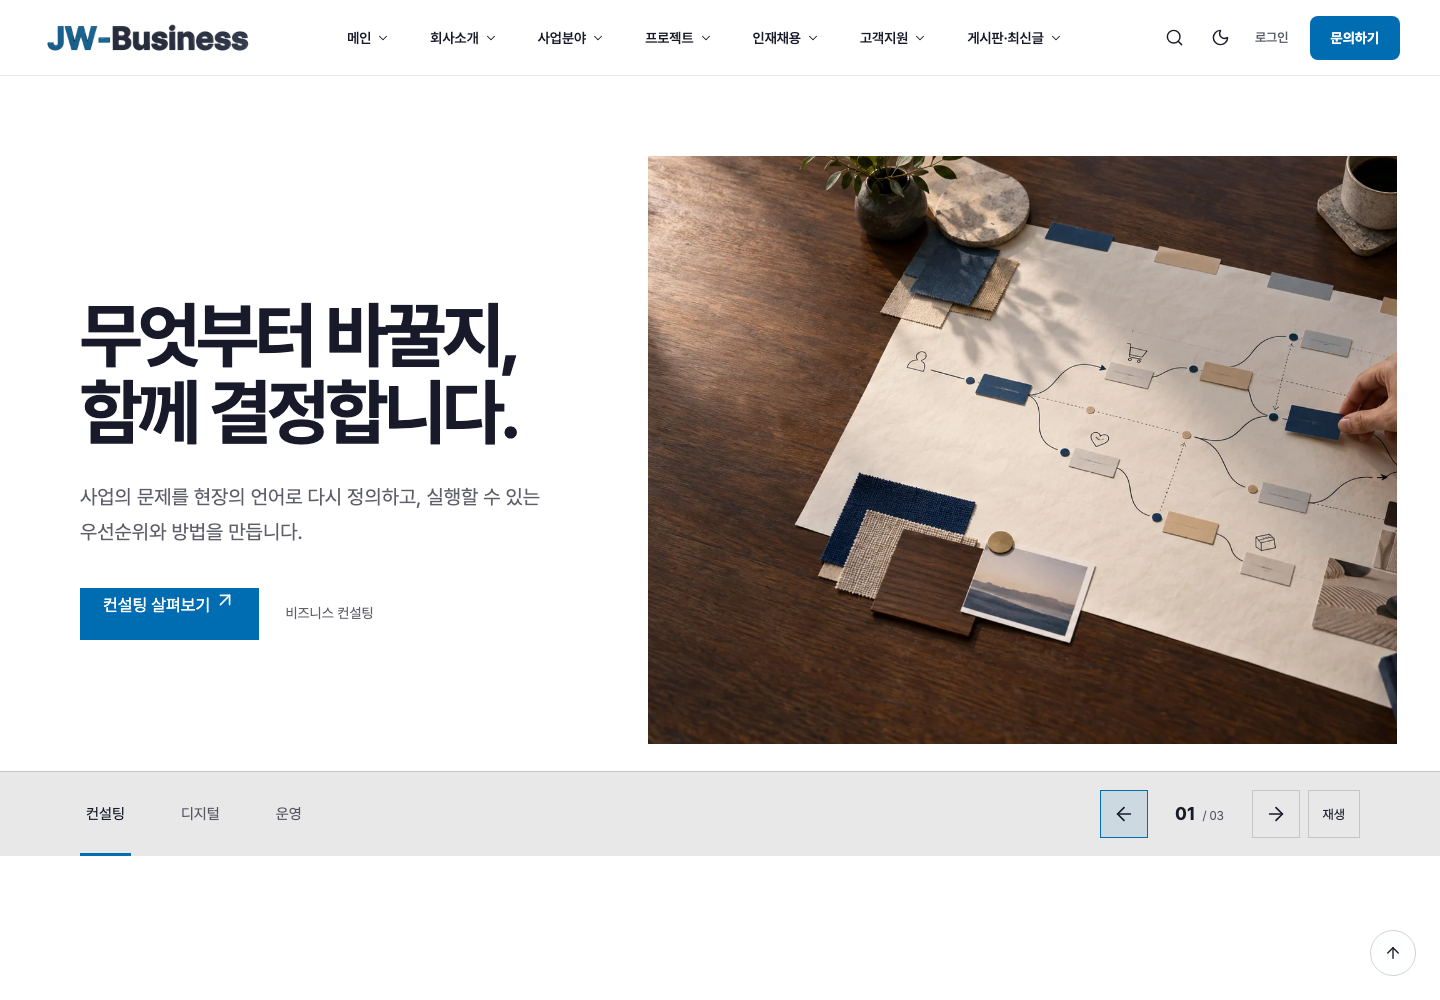 JW-Business
메인
회사소개
사업분야
프로젝트
인재채용
고객지원
게시판·최신글
로그인
문의하기
무엇부터 바꿀지,
함께 결정합니다.
사업의 문제를 현장의 언어로 다시 정의하고, 실행할 수 있는
우선순위와 방법을 만듭니다.
컨설팅 살펴보기
비즈니스 컨설팅
컨설팅
디지털
운영
01 / 03
재생